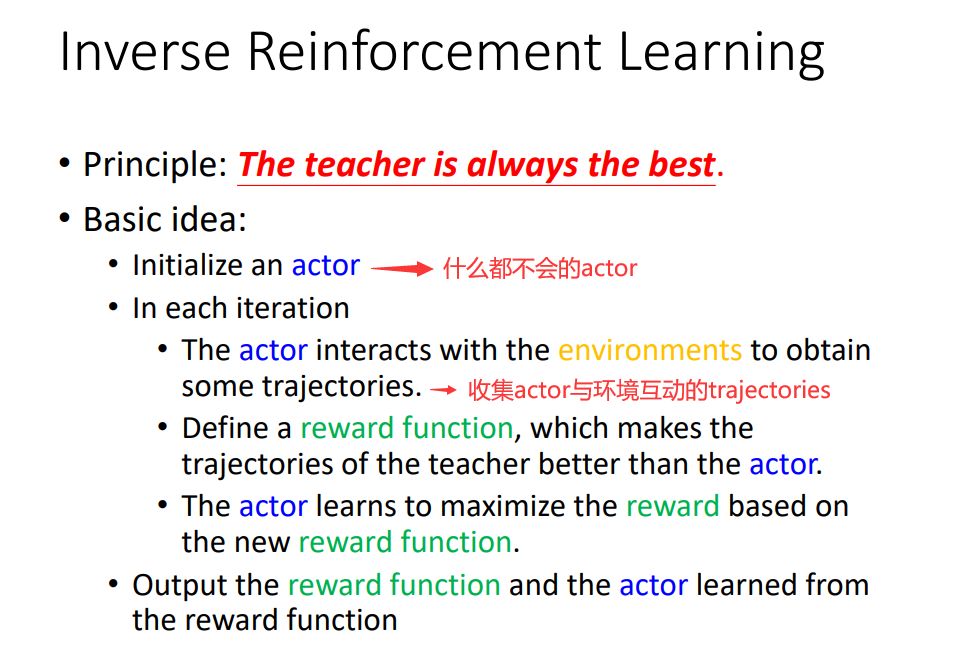 Inverse Reinforcement Learning
• Principle: The teacher is always the best.
• Basic idea:
• Initialize an actor 什么都不会的actor
• In each iteration
• The actor interacts with the environments to obtain
some trajectories. 收集actor与环境互动的trajectories
• Define a reward function, which makes the
trajectories of the teacher better than the actor.
• The actor learns to maximize the reward based on
the new reward function.
• Output the reward function and the actor learned from
the reward function